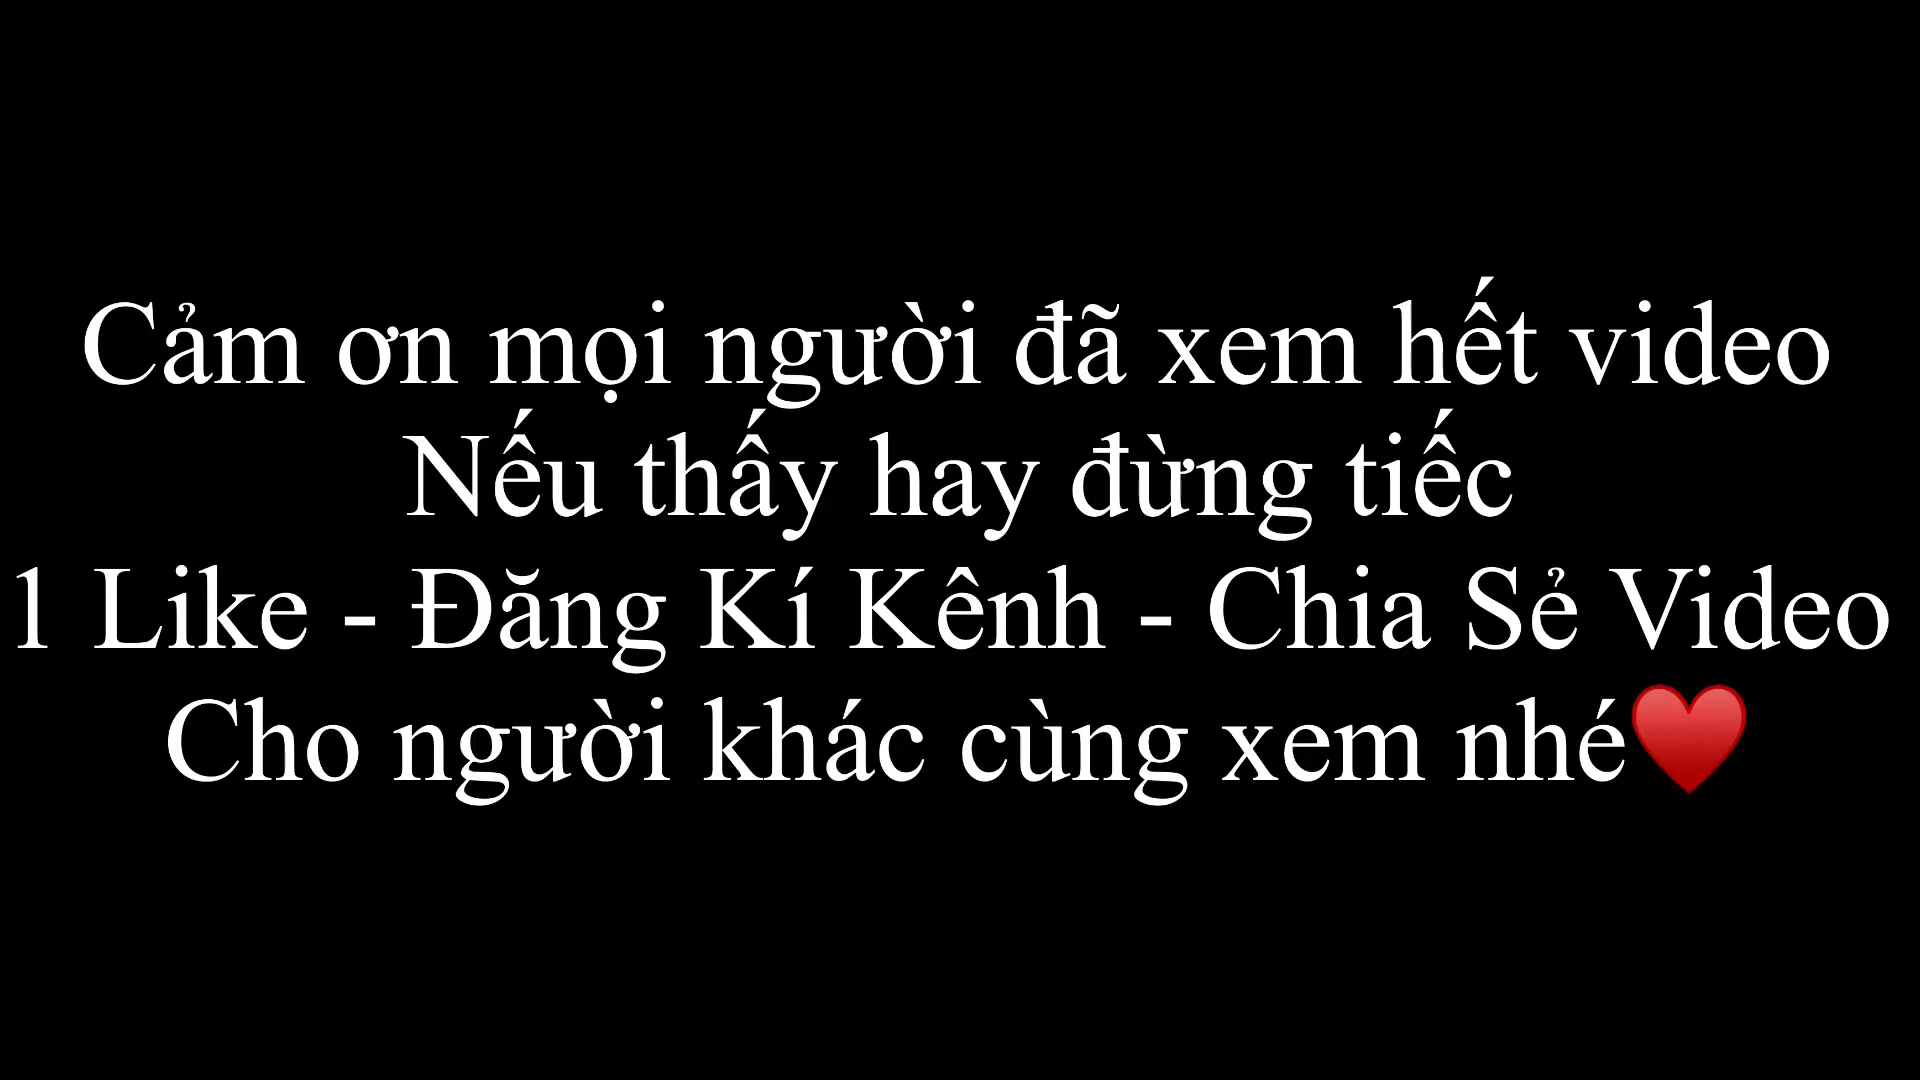 Cảm ơn mọi người đã xem hết video
Nếu thấy hay đừng tiếc
1 Like - Đăng Kí Kênh - Chia Sẻ Video
Cho người khác cùng xem nhé♥️